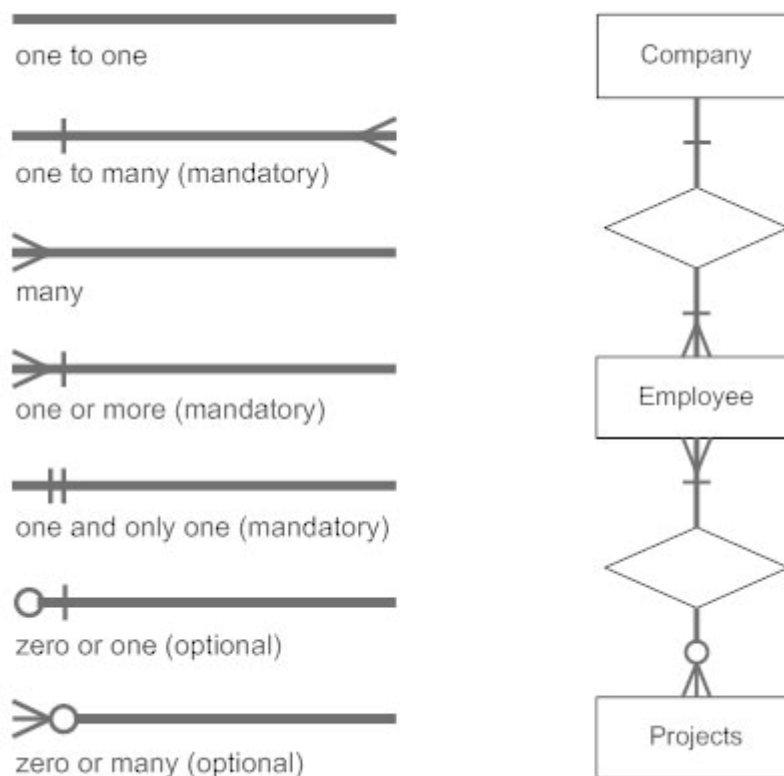 one to one
one to many (mandatory)
many
one or more (mandatory)
one and only one (mandatory)
zero or one (optional)
zero or many (optional)
Company
Employee
Projects